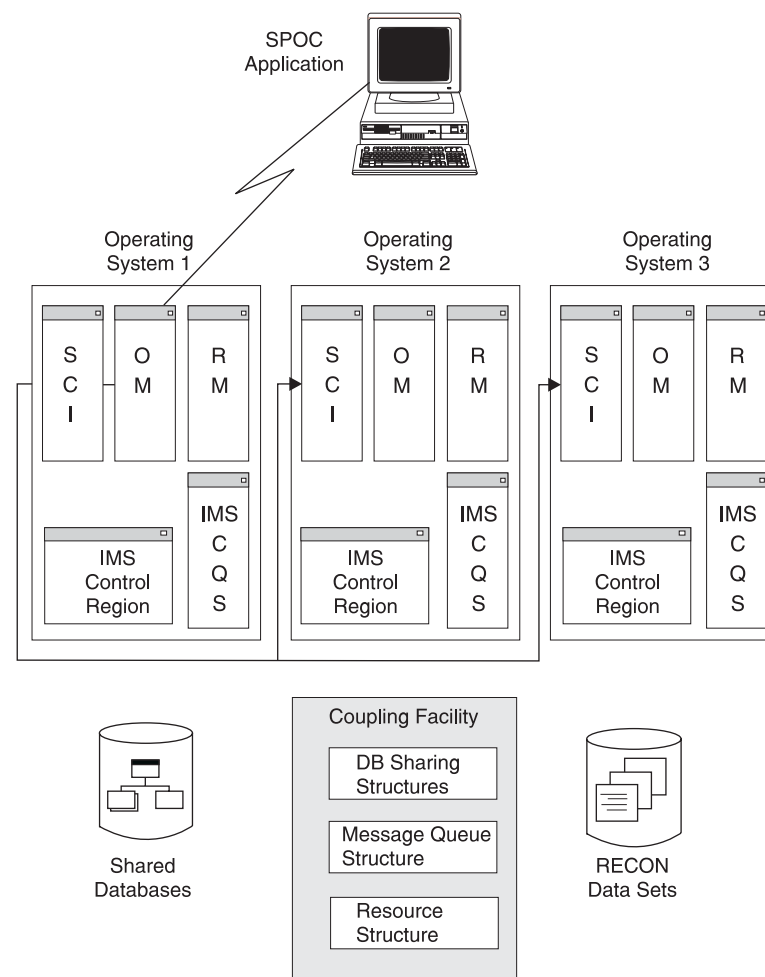 SPOC
Application
Operating
System 1
Operating
System 2
Operating
System 3
S
C
I
O
M
R
M
IMS
C
Q
S
IMS
Control
Region
S
C
I
O
M
R
M
IMS
C
Q
S
IMS
Control
Region
S
C
I
O
M
R
M
IMS
C
Q
S
IMS
Control
Region
Shared
Databases
Coupling Facility
DB Sharing
Structures
Message Queue
Structure
Resource
Structure
RECON
Data Sets